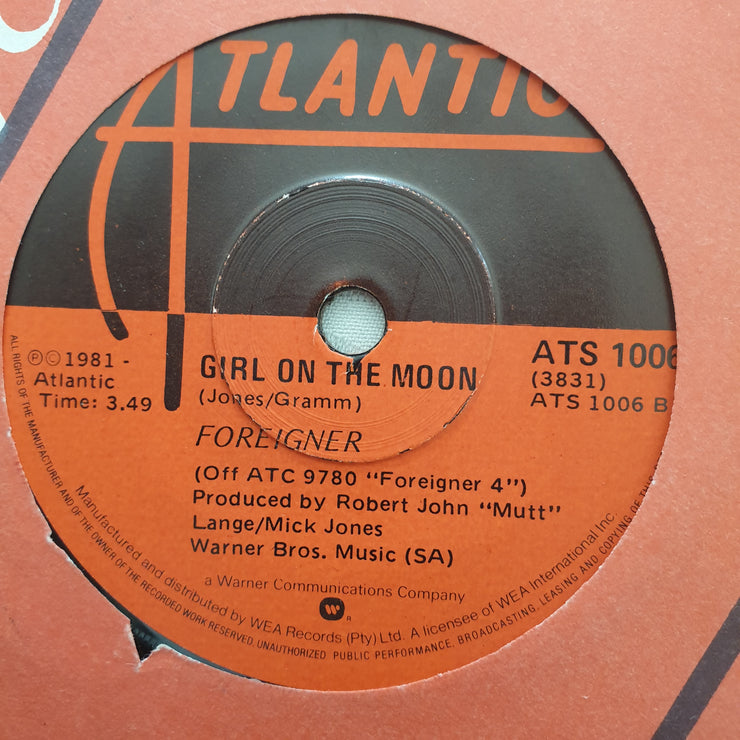 ATLANTIC
℗©1981 -
Atlantic
Time: 3.49
GIRL ON THE MOON
(Jones/Gramm)
FOREIGNER
ATS 1006
(3831)
ATS 1006 B
(Off ATC 9780 "Foreigner 4")
Produced by Robert John "Mutt"
Lange/Mick Jones
Warner Bros. Music (SA)
a Warner Communications Company
R
Manufactured and distributed by WEA Records (Pty) Ltd. A licensee of WEA International Inc.
ALL RIGHTS OF THE MANUFACTURER AND OF THE OWNER OF THE RECORDED WORK RESERVED. UNAUTHORIZED PUBLIC PERFORMANCE, BROADCASTING, LEASING AND COPYING OF